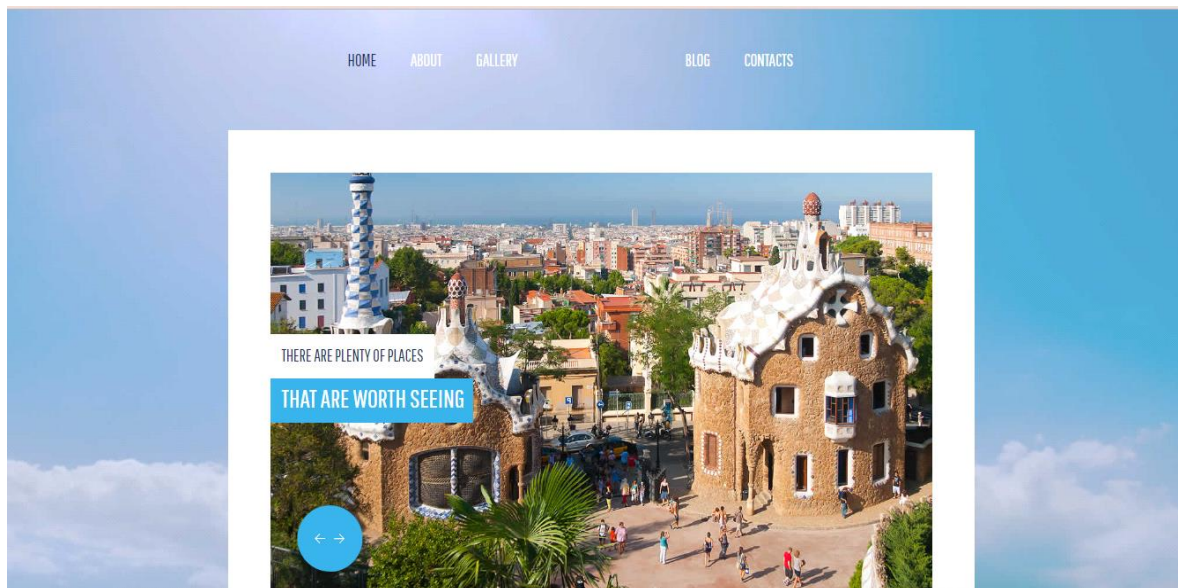 HOME ABOUT GALLERY BLOG CONTACTS
THERE ARE PLENTY OF PLACES
THAT ARE WORTH SEEING